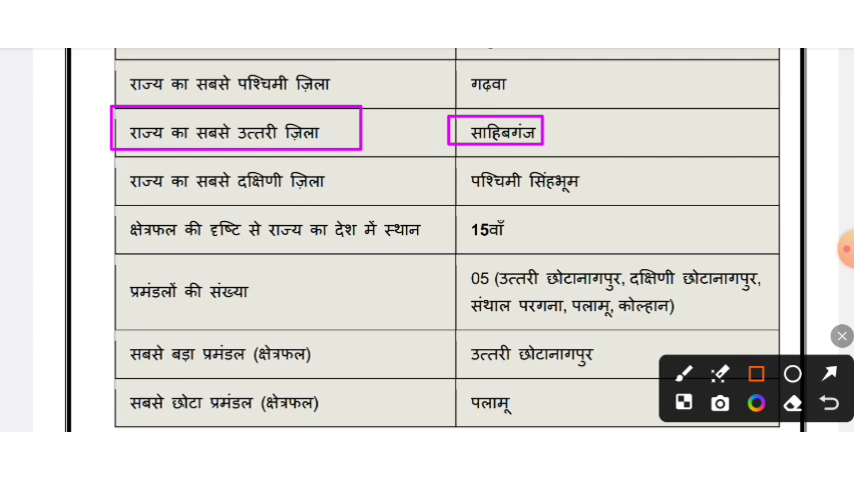 राज्य का सबसे पश्चिमी ज़िला गढ़वा
राज्य का सबसे उत्तरी ज़िला साहिबगंज
राज्य का सबसे दक्षिणी ज़िला पश्चिमी सिंहभूम
क्षेत्रफल की दृष्टि से राज्य का देश में स्थान 15वाँ
प्रमंडलों की संख्या 05 (उत्तरी छोटानागपुर, दक्षिणी छोटानागपुर,
संथाल परगना, पलामू, कोल्हान)
सबसे बड़ा प्रमंडल (क्षेत्रफल) उत्तरी छोटानागपुर
सबसे छोटा प्रमंडल (क्षेत्रफल) पलामू